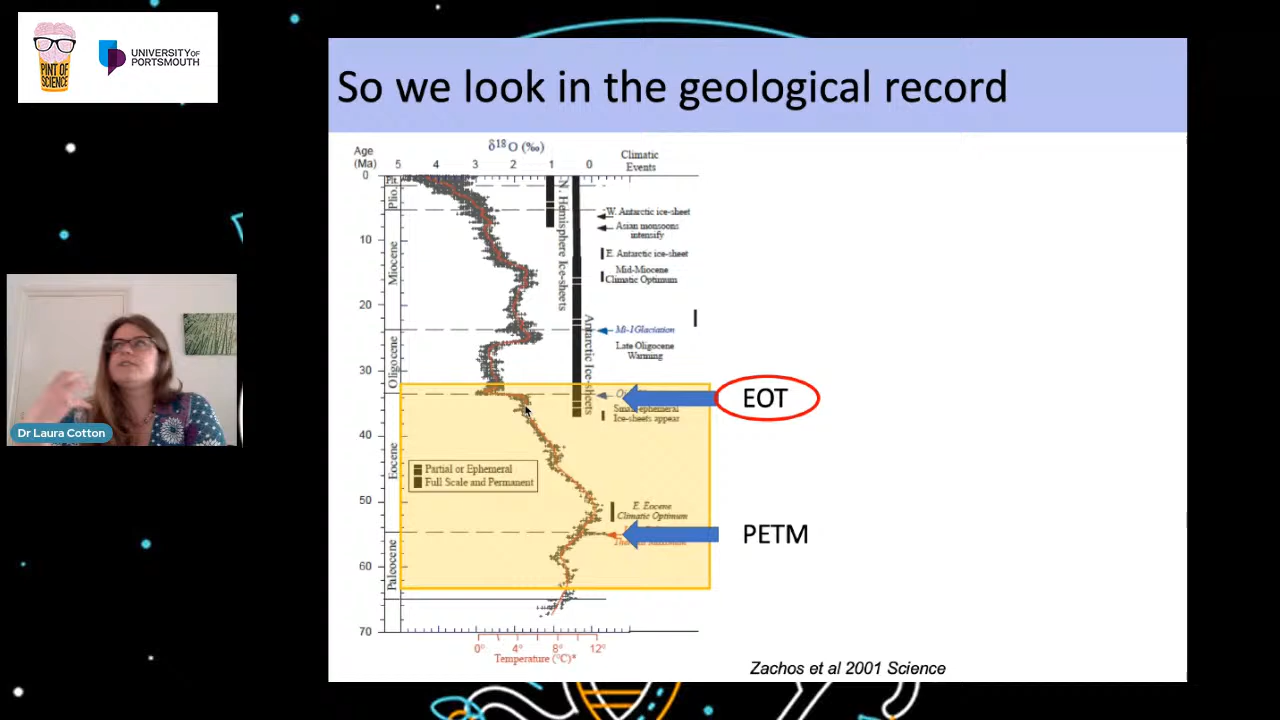 PINT OF
SCIENCE
UNIVERSITY OF
PORTSMOUTH
Dr Laura Cotton
So we look in the geological record
δ18 O (‰)
Age
(Ma)
5 4 3 2 1 0
Climatic
Events
0
10
20
30
40
50
60
70
Plt.
Plio.
Miocene
Oligocene
Eocene
Paleocene
N. Hemisphere Ice-sheets
Antarctic Ice-sheets
W. Antarctic ice-sheet
Asian monsoons
intensify
E. Antarctic ice-sheet
Mid-Miocene
Climatic Optimum
Mi-1 Glaciation
Late Oligocene
Warming
Small-ephemeral
Ice-sheets appear
EOT
Partial or Ephemeral
Full Scale and Permanent
E. Eocene
Climatic Optimum
PETM
0° 4° 8° 12°
Temperature (°C)*
Zachos et al 2001 Science